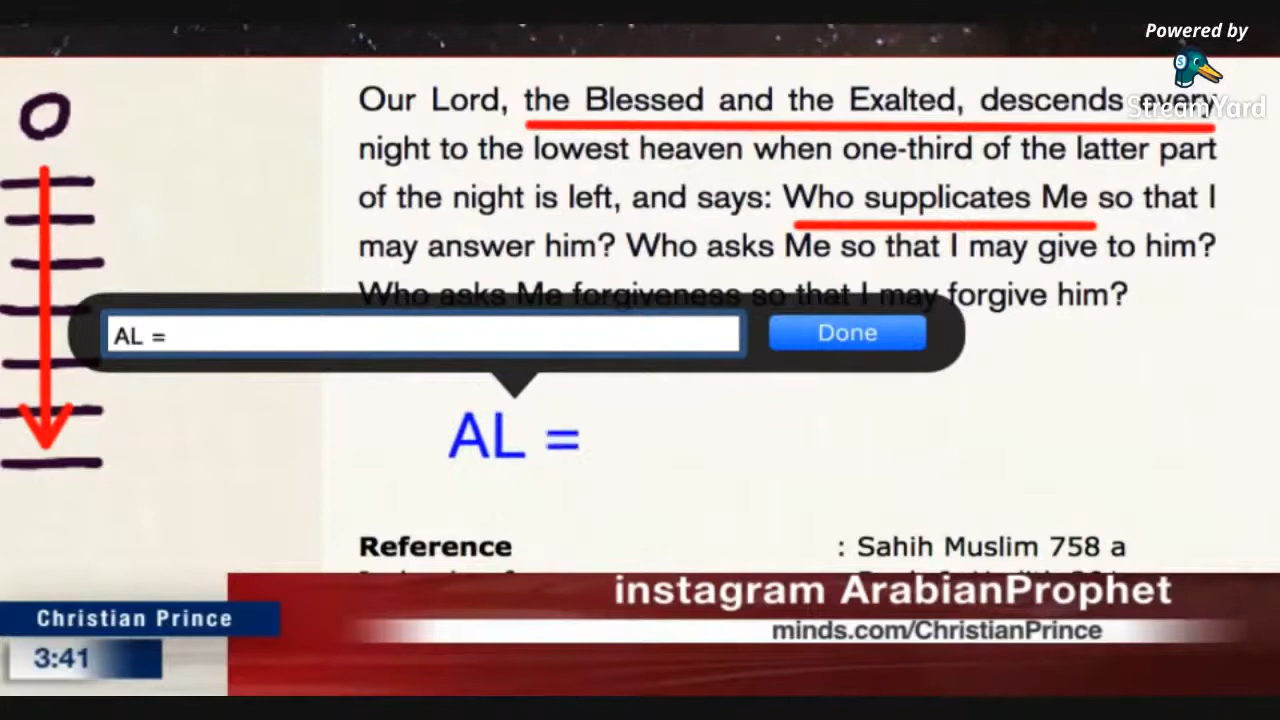 Powered by
StreamYard
Our Lord, the Blessed and the Exalted, descends every
night to the lowest heaven when one-third of the latter part
of the night is left, and says: Who supplicates Me so that I
may answer him? Who asks Me so that I may give to him?
Who asks Me forgiveness so that I may forgive him?
AL =
Done
AL =
Reference : Sahih Muslim 758 a
instagram ArabianProphet
Christian Prince
minds.com/ChristianPrince
3:41